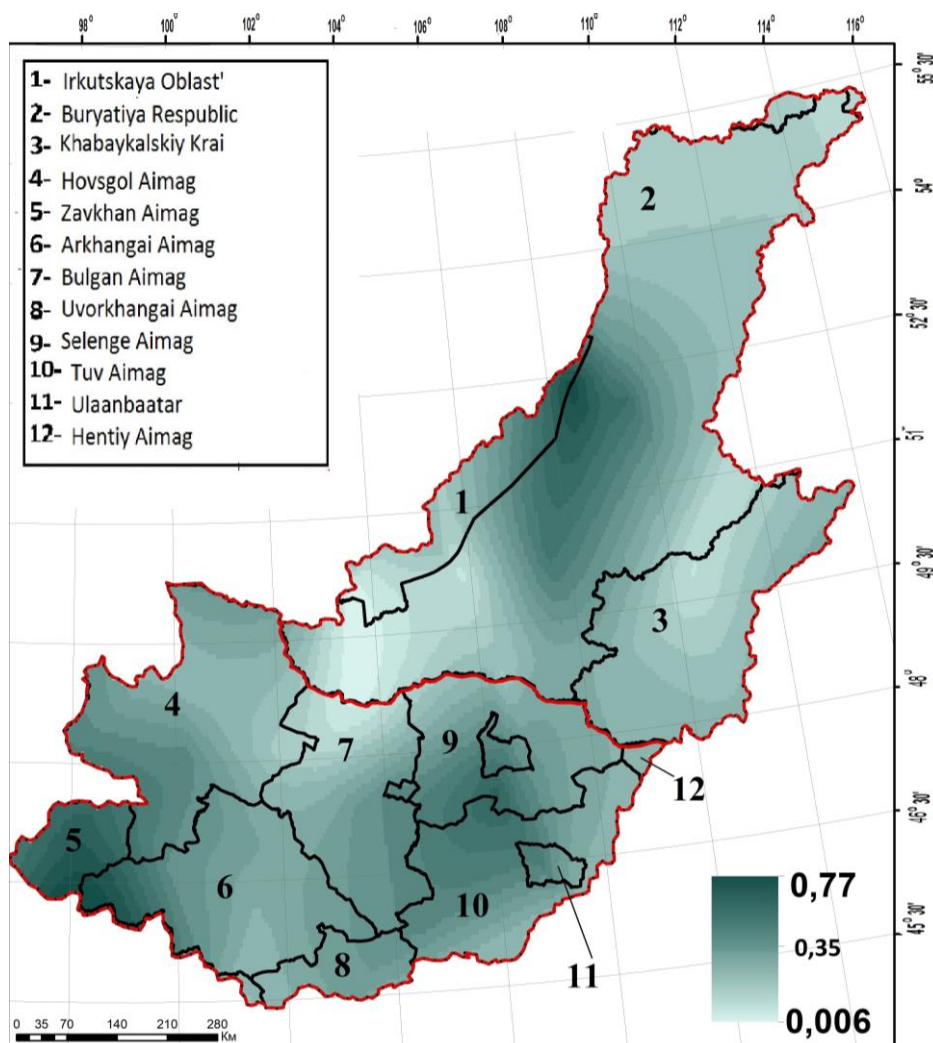 98° 100° 102° 104° 106° 108° 110° 112° 114° 116°
1- Irkutskaya Oblast'
2- Buryatiya Respublic
3- Khabaykalskiy Krai
4- Hovsgol Aimag
5- Zavkhan Aimag
6- Arkhangai Aimag
7- Bulgan Aimag
8- Uvorkhangai Aimag
9- Selenge Aimag
10- Tuv Aimag
11- Ulaanbaatar
12- Hentiy Aimag
55° 30'
54°
52° 30'
51°
49° 30'
48°
46° 30'
45° 30'
2
1
3
4
7
9
12
5
6
10
11
8
0,77
0,35
0,006
0 35 70 140 210 280
Км